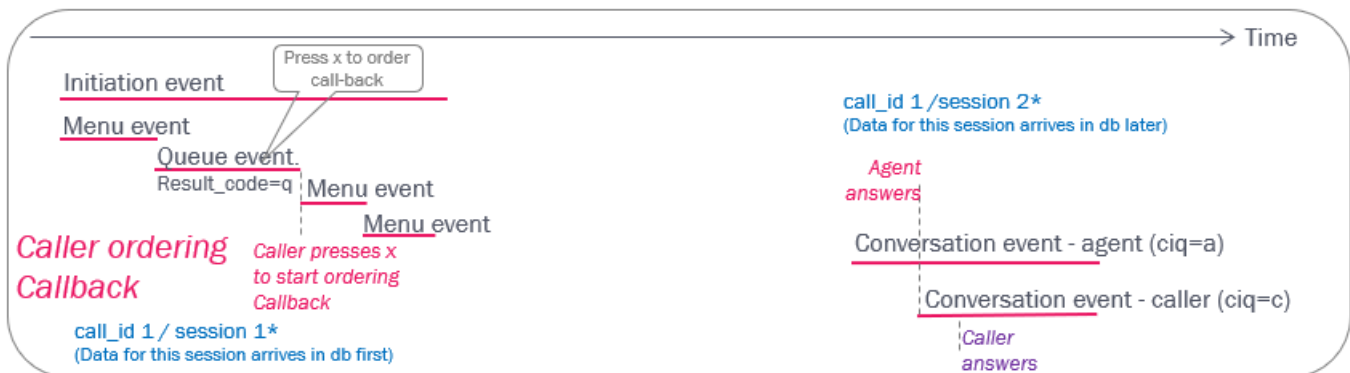 Time
Press x to order
call-back
Initiation event
Menu event
Queue event.
Result_code=q
Menu event
Menu event
Caller ordering
Callback
Caller presses x
to start ordering
Callback
call_id 1 / session 1*
(Data for this session arrives in db first)
call_id 1 /session 2*
(Data for this session arrives in db later)
Agent
answers
Conversation event - agent (ciq=a)
Conversation event - caller (ciq=c)
Caller
answers